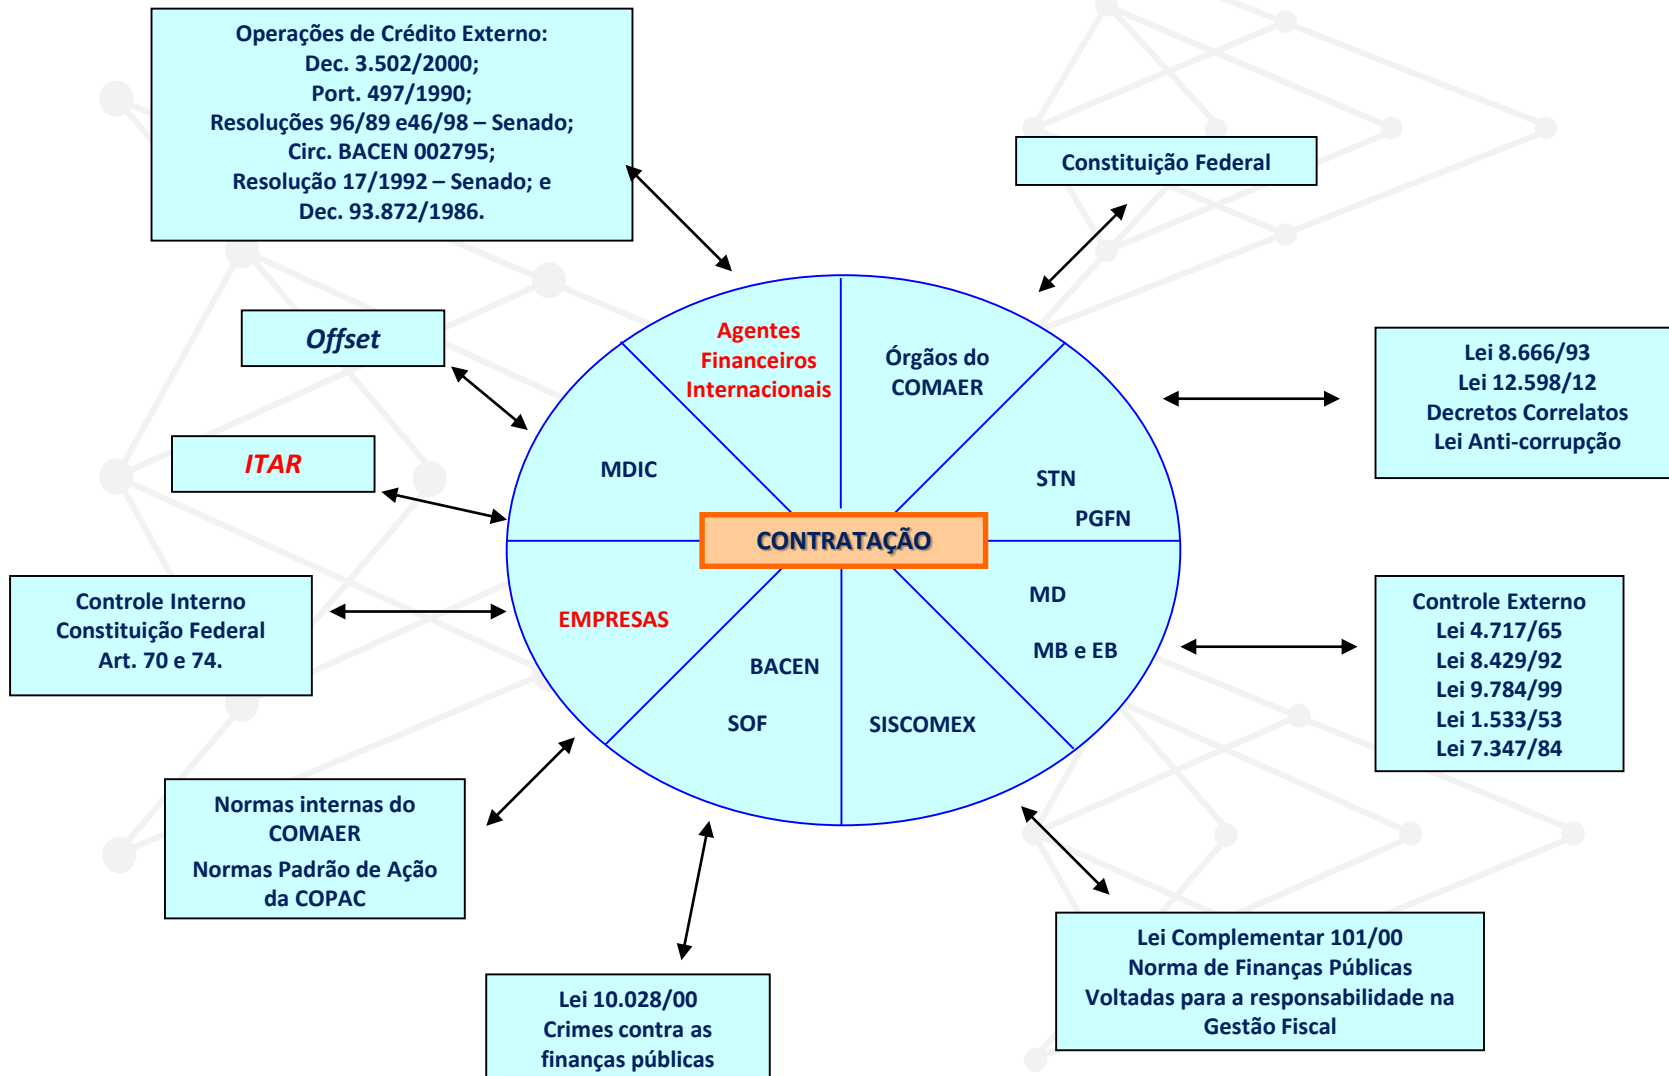 Operações de Crédito Externo:
Dec. 3.502/2000;
Port. 497/1990;
Resoluções 96/89 e46/98 – Senado;
Circ. BACEN 002795;
Resolução 17/1992 – Senado; e
Dec. 93.872/1986.
Constituição Federal
Offset
ITAR
Lei 8.666/93
Lei 12.598/12
Decretos Correlatos
Lei Anti-corrupção
Agentes
Financeiros
Internacionais
Órgãos do
COMAER
MDIC
STN
PGFN
CONTRATAÇÃO
EMPRESAS
MD
MB e EB
BACEN
SOF
SISCOMEX
Controle Interno
Constituição Federal
Art. 70 e 74.
Controle Externo
Lei 4.717/65
Lei 8.429/92
Lei 9.784/99
Lei 1.533/53
Lei 7.347/84
Normas internas do
COMAER
Normas Padrão de Ação
da COPAC
Lei 10.028/00
Crimes contra as
finanças públicas
Lei Complementar 101/00
Norma de Finanças Públicas
Voltadas para a responsabilidade na
Gestão Fiscal